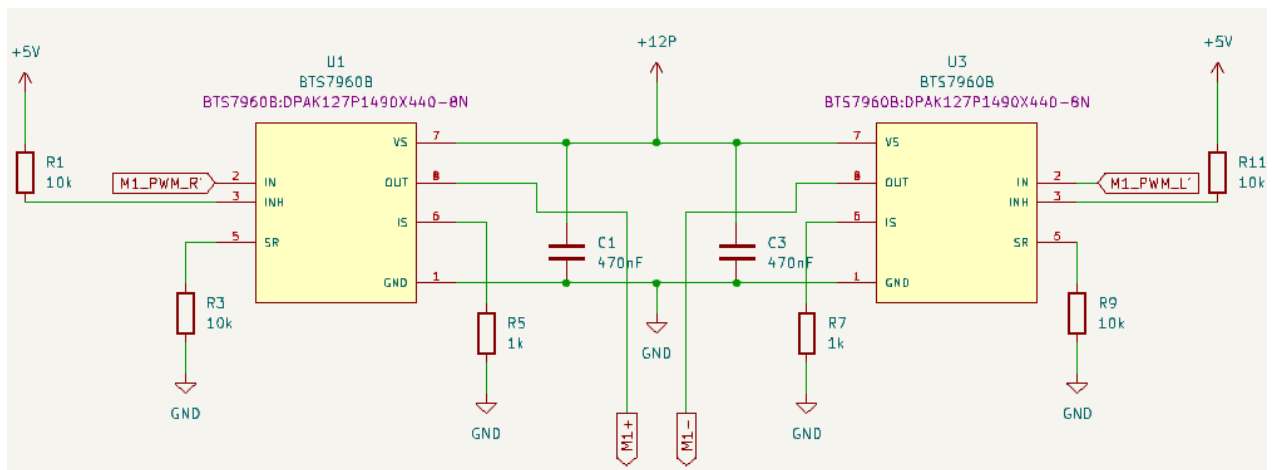 +5V
U1
BTS7960B
BTS7960B:DPAK127P1490X440-8N
+12P
U3
BTS7960B
BTS7960B:DPAK127P1490X440-8N
+5V
R1
10k
M1_PWM_R
2
IN
3
INH
5
SR
VS
7
OUT
IS
6
GND
1
R3
10k
GND
R5
1k
GND
C1
470nF
C3
470nF
GND
M1+
M1-
7
VS
OUT
6
IS
1
GND
IN
2
INH
3
SR
5
M1_PWM_L
R11
10k
R7
1k
GND
R9
10k
GND